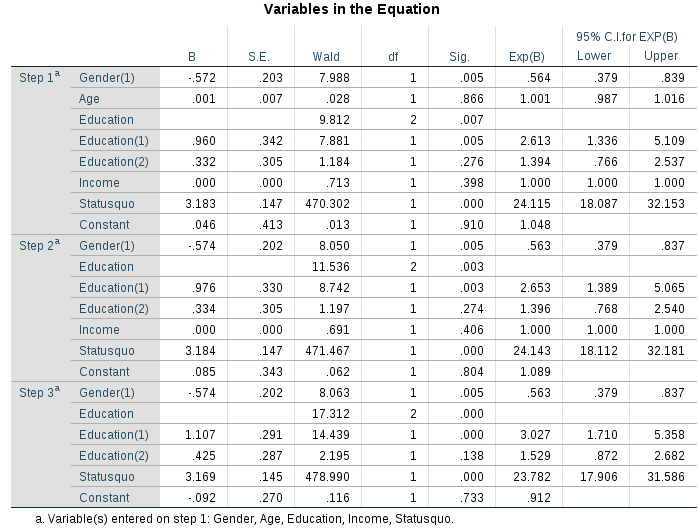 Variables in the Equation
95% C.I.for EXP(B)
B S.E. Wald df Sig. Exp(B) Lower Upper
Step 1a Gender(1) -.572 .203 7.988 1 .005 .564 .379 .839
Age .001 .007 .028 1 .866 1.001 .987 1.016
Education 9.812 2 .007
Education(1) .960 .342 7.881 1 .005 2.613 1.336 5.109
Education(2) .332 .305 1.184 1 .276 1.394 .766 2.537
Income .000 .000 .713 1 .398 1.000 1.000 1.000
Statusquo 3.183 .147 470.302 1 .000 24.115 18.087 32.153
Constant .046 .413 .013 1 .910 1.048
Step 2a Gender(1) -.574 .202 8.050 1 .005 .563 .379 .837
Education 11.536 2 .003
Education(1) .976 .330 8.742 1 .003 2.653 1.389 5.065
Education(2) .334 .305 1.197 1 .274 1.396 .768 2.540
Income .000 .000 .691 1 .406 1.000 1.000 1.000
Statusquo 3.184 .147 471.467 1 .000 24.143 18.112 32.181
Constant .085 .343 .062 1 .804 1.089
Step 3a Gender(1) -.574 .202 8.063 1 .005 .563 .379 .837
Education 17.312 2 .000
Education(1) 1.107 .291 14.439 1 .000 3.027 1.710 5.358
Education(2) .425 .287 2.195 1 .138 1.529 .872 2.682
Statusquo 3.169 .145 478.990 1 .000 23.782 17.906 31.586
Constant -.092 .270 .116 1 .733 .912
a. Variable(s) entered on step 1: Gender, Age, Education, Income, Statusquo.